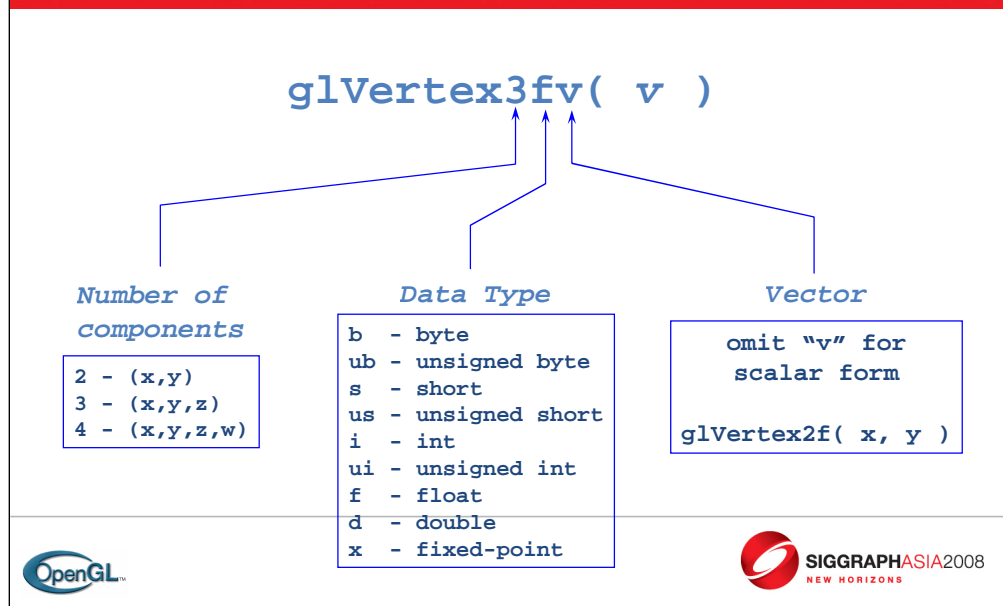 glVertex3fv( v )
Number of
components
2 - (x,y)
3 - (x,y,z)
4 - (x,y,z,w)
Data Type
b - byte
ub - unsigned byte
s - short
us - unsigned short
i - int
ui - unsigned int
f - float
d - double
x - fixed-point
Vector
omit “v” for
scalar form
glVertex2f( x, y )
OpenGL™
SIGGRAPHASIA2008
NEW HORIZONS